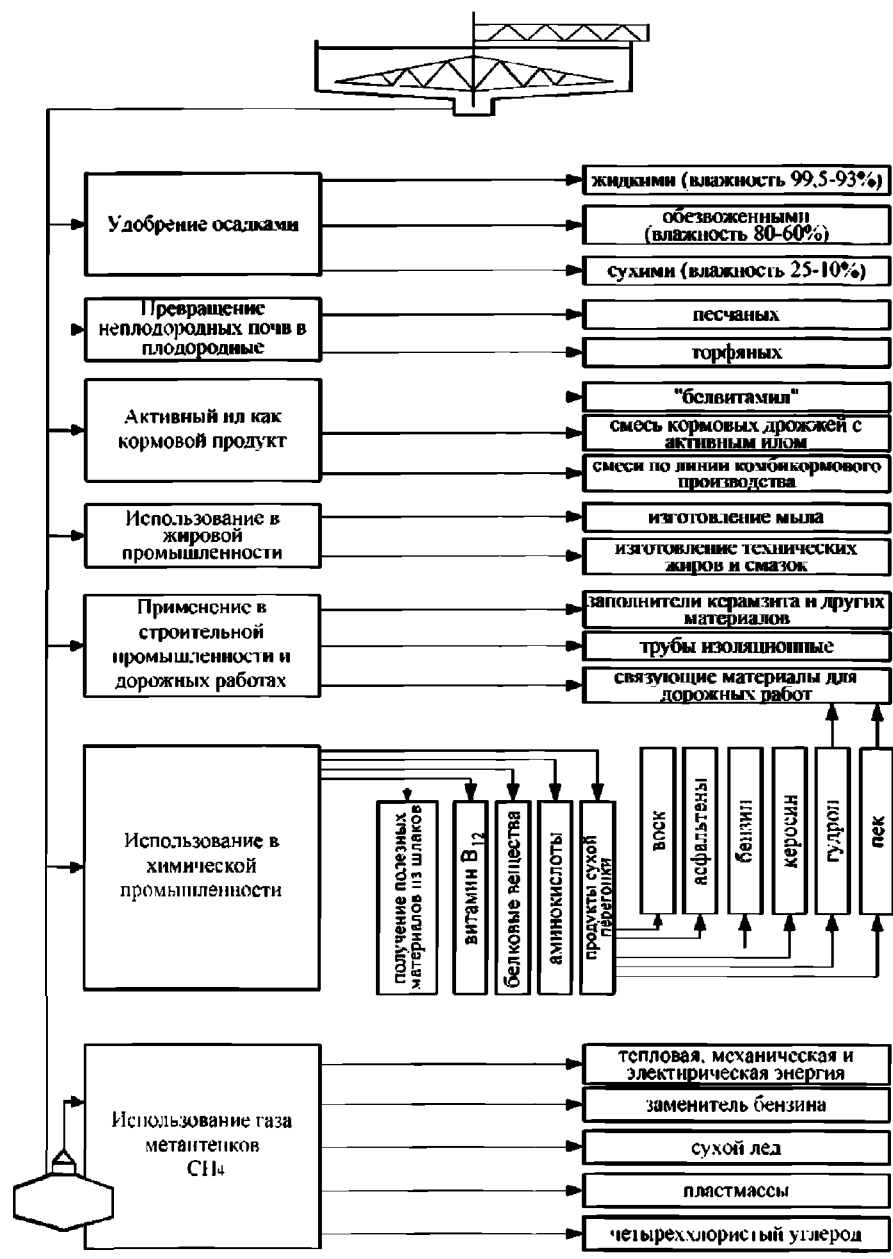 Удобрение осадками
жидкими (влажность 99,5-93%)
обезвоженными
(влажность 80-60%)
сухими (влажность 25-10%)
Превращение
неплодородных почв в
плодородные
песчаных
торфяных
Активный ил как
кормовой продукт
"белвитамил"
смесь кормовых дрожжей с
активным илом
смеси по линии комбикормового
производства
Использование в
жировой
промышленности
изготовление мыла
изготовление технических
жиров и смазок
Применение в
строительной
промышленности и
дорожных работах
заполнители керамзита и других
материалов
трубы изоляционные
связующие материалы для
дорожных работ
Использование в
химической
промышленности
получение полезных
материалов из шлаков
витамин B12
белковые вещества
аминокислоты
продукты сухой
перегонки
воск
асфальтены
бензин
керосин
гудрон
пек
Использование газа
метантенков
CH4
тепловая, механическая и
электрическая энергия
заменитель бензина
сухой лед
пластмассы
четыреххлористый углерод